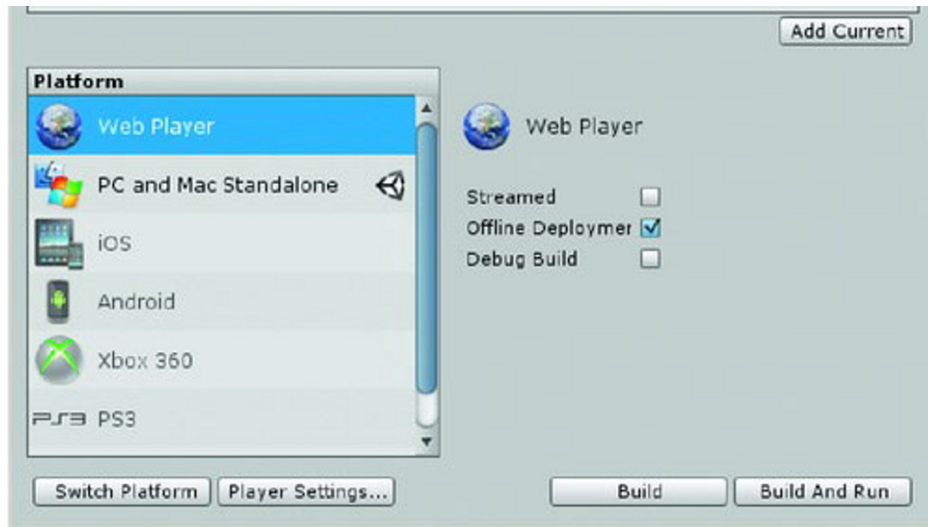 Add Current
Platform
Web Player
Web Player
PC and Mac Standalone
Streamed
Offline Deploymer
iOS
Debug Build
Android
Xbox 360
PS3 PS3
Switch Platform
Player Settings...
Build
Build And Run